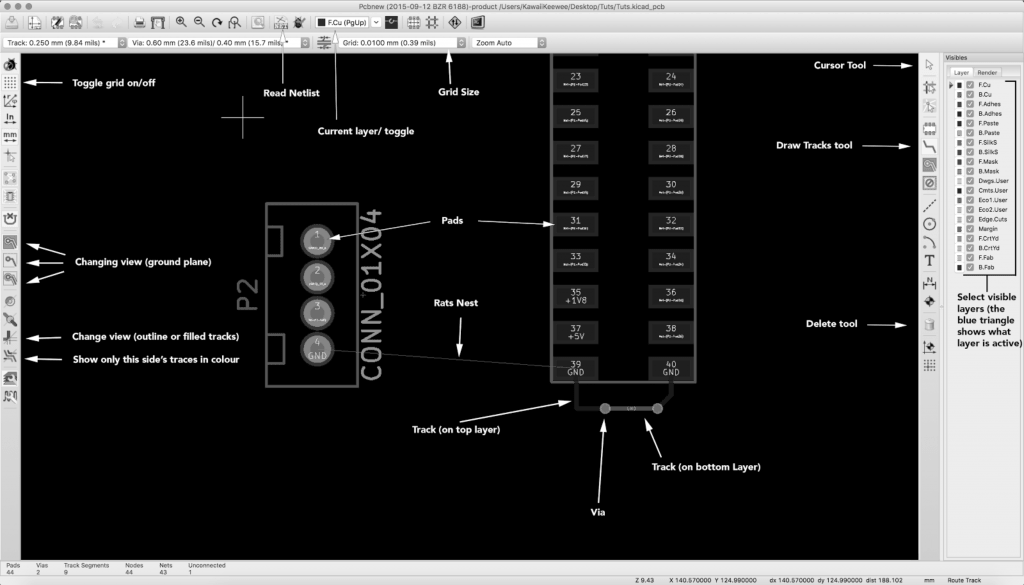 Pcbnew (2015-09-12 BZR 6188)-product /Users/KawaiiKeewee/Desktop/Tuts/Tuts.kicad_pcb
F.Cu (PgUp)
Track: 0.250 mm (9.84 mils) *
Via: 0.60 mm (23.6 mils)/ 0.40 mm (15.7 mils) *
Grid: 0.0100 mm (0.39 mils)
Zoom Auto
Toggle grid on/off
Read Netlist
Grid Size
Current layer/ toggle
Cursor Tool
Draw Tracks tool
Visibles
Layer Render
F.Cu
B.Cu
F.Adhes
B.Adhes
F.Paste
B.Paste
F.SilkS
B.SilkS
F.Mask
B.Mask
Dwgs.User
Cmts.User
Eco1.User
Eco2.User
Edge.Cuts
Margin
F.CrtYd
B.CrtYd
F.Fab
B.Fab
In
mm
T
N
23 24
25 26
27 28
29 30
31 32
33 34
35 36
+1V8
37 38
+5V
39 40
GND GND
Pads
1
2
3
4
GND
P2
CONN_01X04
Changing view (ground plane)
Rats Nest
Change view (outline or filled tracks)
Show only this side's traces in colour
Delete tool
Select visible
layers (the
blue triangle
shows what
layer is active)
Track (on top layer)
Track (on bottom Layer)
Via
Pads Vias Track Segments Nodes Nets Unconnected
44 2 9 44 43 1
Z 9.43 X 140.570000 Y 124.990000 dx 140.570000 dy 124.990000 dist 188.102 mm Route Track